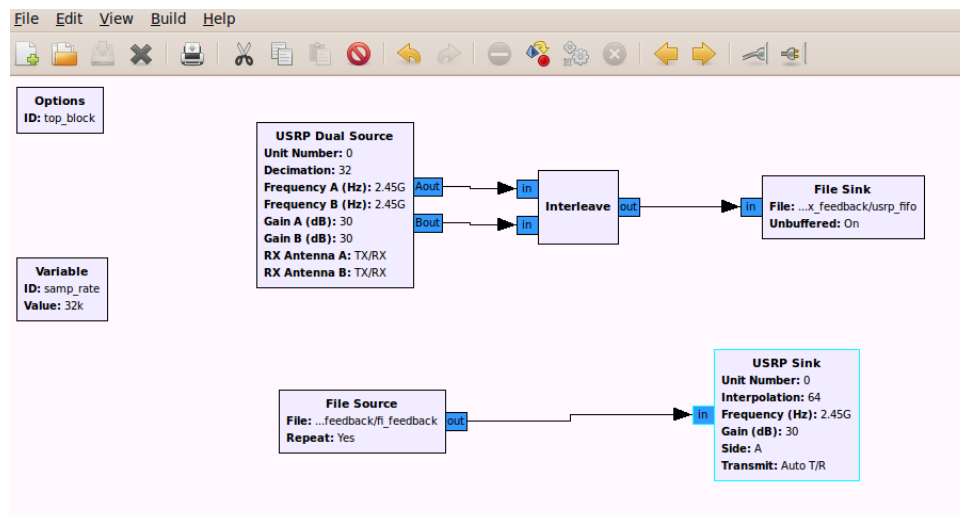 File Edit View Build Help
Options
ID: top_block
USRP Dual Source
Unit Number: 0
Decimation: 32
Frequency A (Hz): 2.45G
Frequency B (Hz): 2.45G
Gain A (dB): 30
Gain B (dB): 30
RX Antenna A: TX/RX
RX Antenna B: TX/RX
Aout
Bout
in
in
Interleave
out
in
File Sink
File: ...x_feedback/usrp_fifo
Unbuffered: On
Variable
ID: samp_rate
Value: 32k
File Source
File: ...feedback/fi_feedback
Repeat: Yes
out
in
USRP Sink
Unit Number: 0
Interpolation: 64
Frequency (Hz): 2.45G
Gain (dB): 30
Side: A
Transmit: Auto T/R